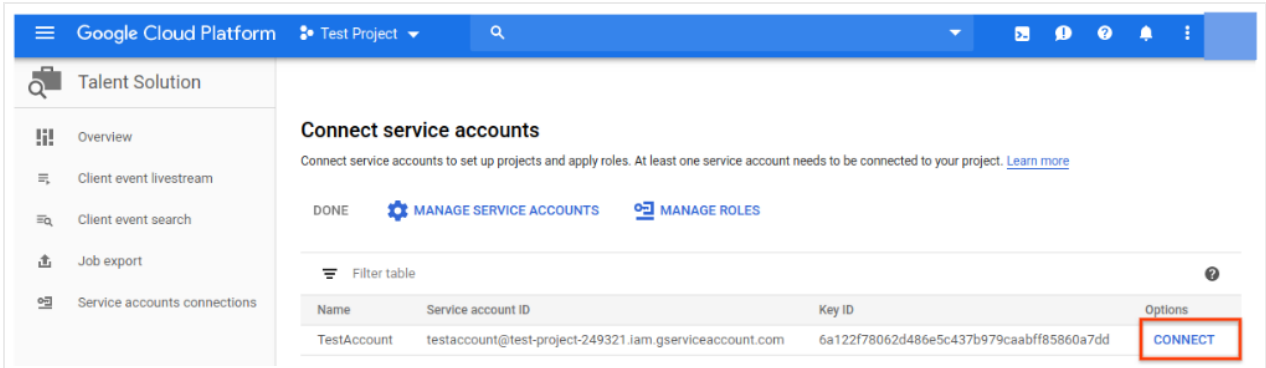 Google Cloud Platform Test Project
Talent Solution
Overview
Client event livestream
Client event search
Job export
Service accounts connections
Connect service accounts
Connect service accounts to set up projects and apply roles. At least one service account needs to be connected to your project. Learn more
DONE MANAGE SERVICE ACCOUNTS MANAGE ROLES
Filter table
Name Service account ID Key ID Options
TestAccount testaccount@test-project-249321.iam.gserviceaccount.com 6a122f78062d486e5c437b979caabff85860a7dd CONNECT